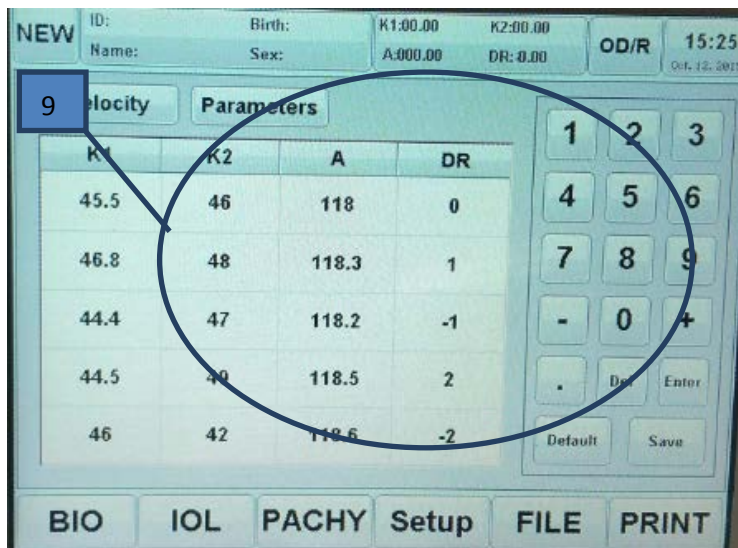 NEW
ID: Birth: K1:00.00 K2:00.00
Name: Sex: A:000.00 DR: 0.00
OD/R
15:25
9
elocity Parameters
K1 K2 A DR
45.5 46 118 0
46.8 48 118.3 1
44.4 47 118.2 -1
44.5 49 118.5 2
46 42 118.6 -2
1 2 3
4 5 6
7 8 9
- 0 +
. Del Enter
Default Save
BIO IOL PACHY Setup FILE PRINT